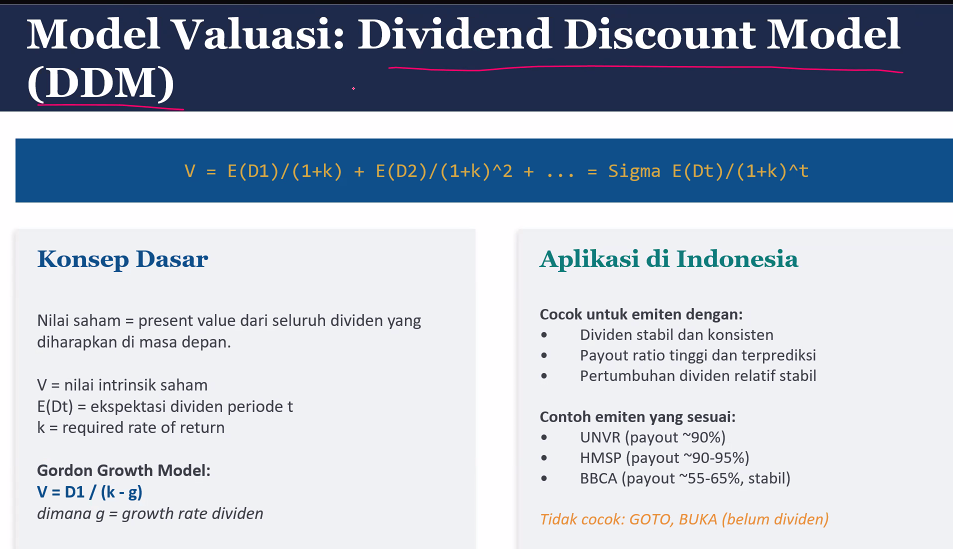 Model Valuasi: Dividend Discount Model
(DDM)
V = E(D1)/(1+k) + E(D2)/(1+k)^2 + ... = Sigma E(Dt)/(1+k)^t
Konsep Dasar
Nilai saham = present value dari seluruh dividen yang
diharapkan di masa depan.
V = nilai intrinsik saham
E(Dt) = ekspektasi dividen periode t
k = required rate of return
Gordon Growth Model:
V = D1 / (k - g)
dimana g = growth rate dividen
Aplikasi di Indonesia
Cocok untuk emiten dengan:
• Dividen stabil dan konsisten
• Payout ratio tinggi dan terprediksi
• Pertumbuhan dividen relatif stabil
Contoh emiten yang sesuai:
• UNVR (payout ~90%)
• HMSP (payout ~90-95%)
• BBCA (payout ~55-65%, stabil)
Tidak cocok: GOTO, BUKA (belum dividen)